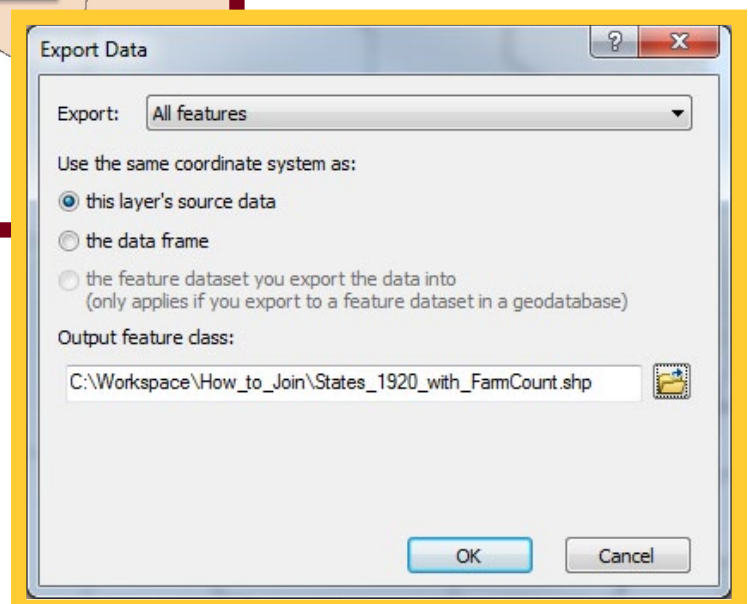 Export Data
?
Export: All features
Use the same coordinate system as:
this layer's source data
the data frame
the feature dataset you export the data into
(only applies if you export to a feature dataset in a geodatabase)
Output feature class:
C:\Workspace\How_to_Join\States_1920_with_FarmCount.shp
OK Cancel